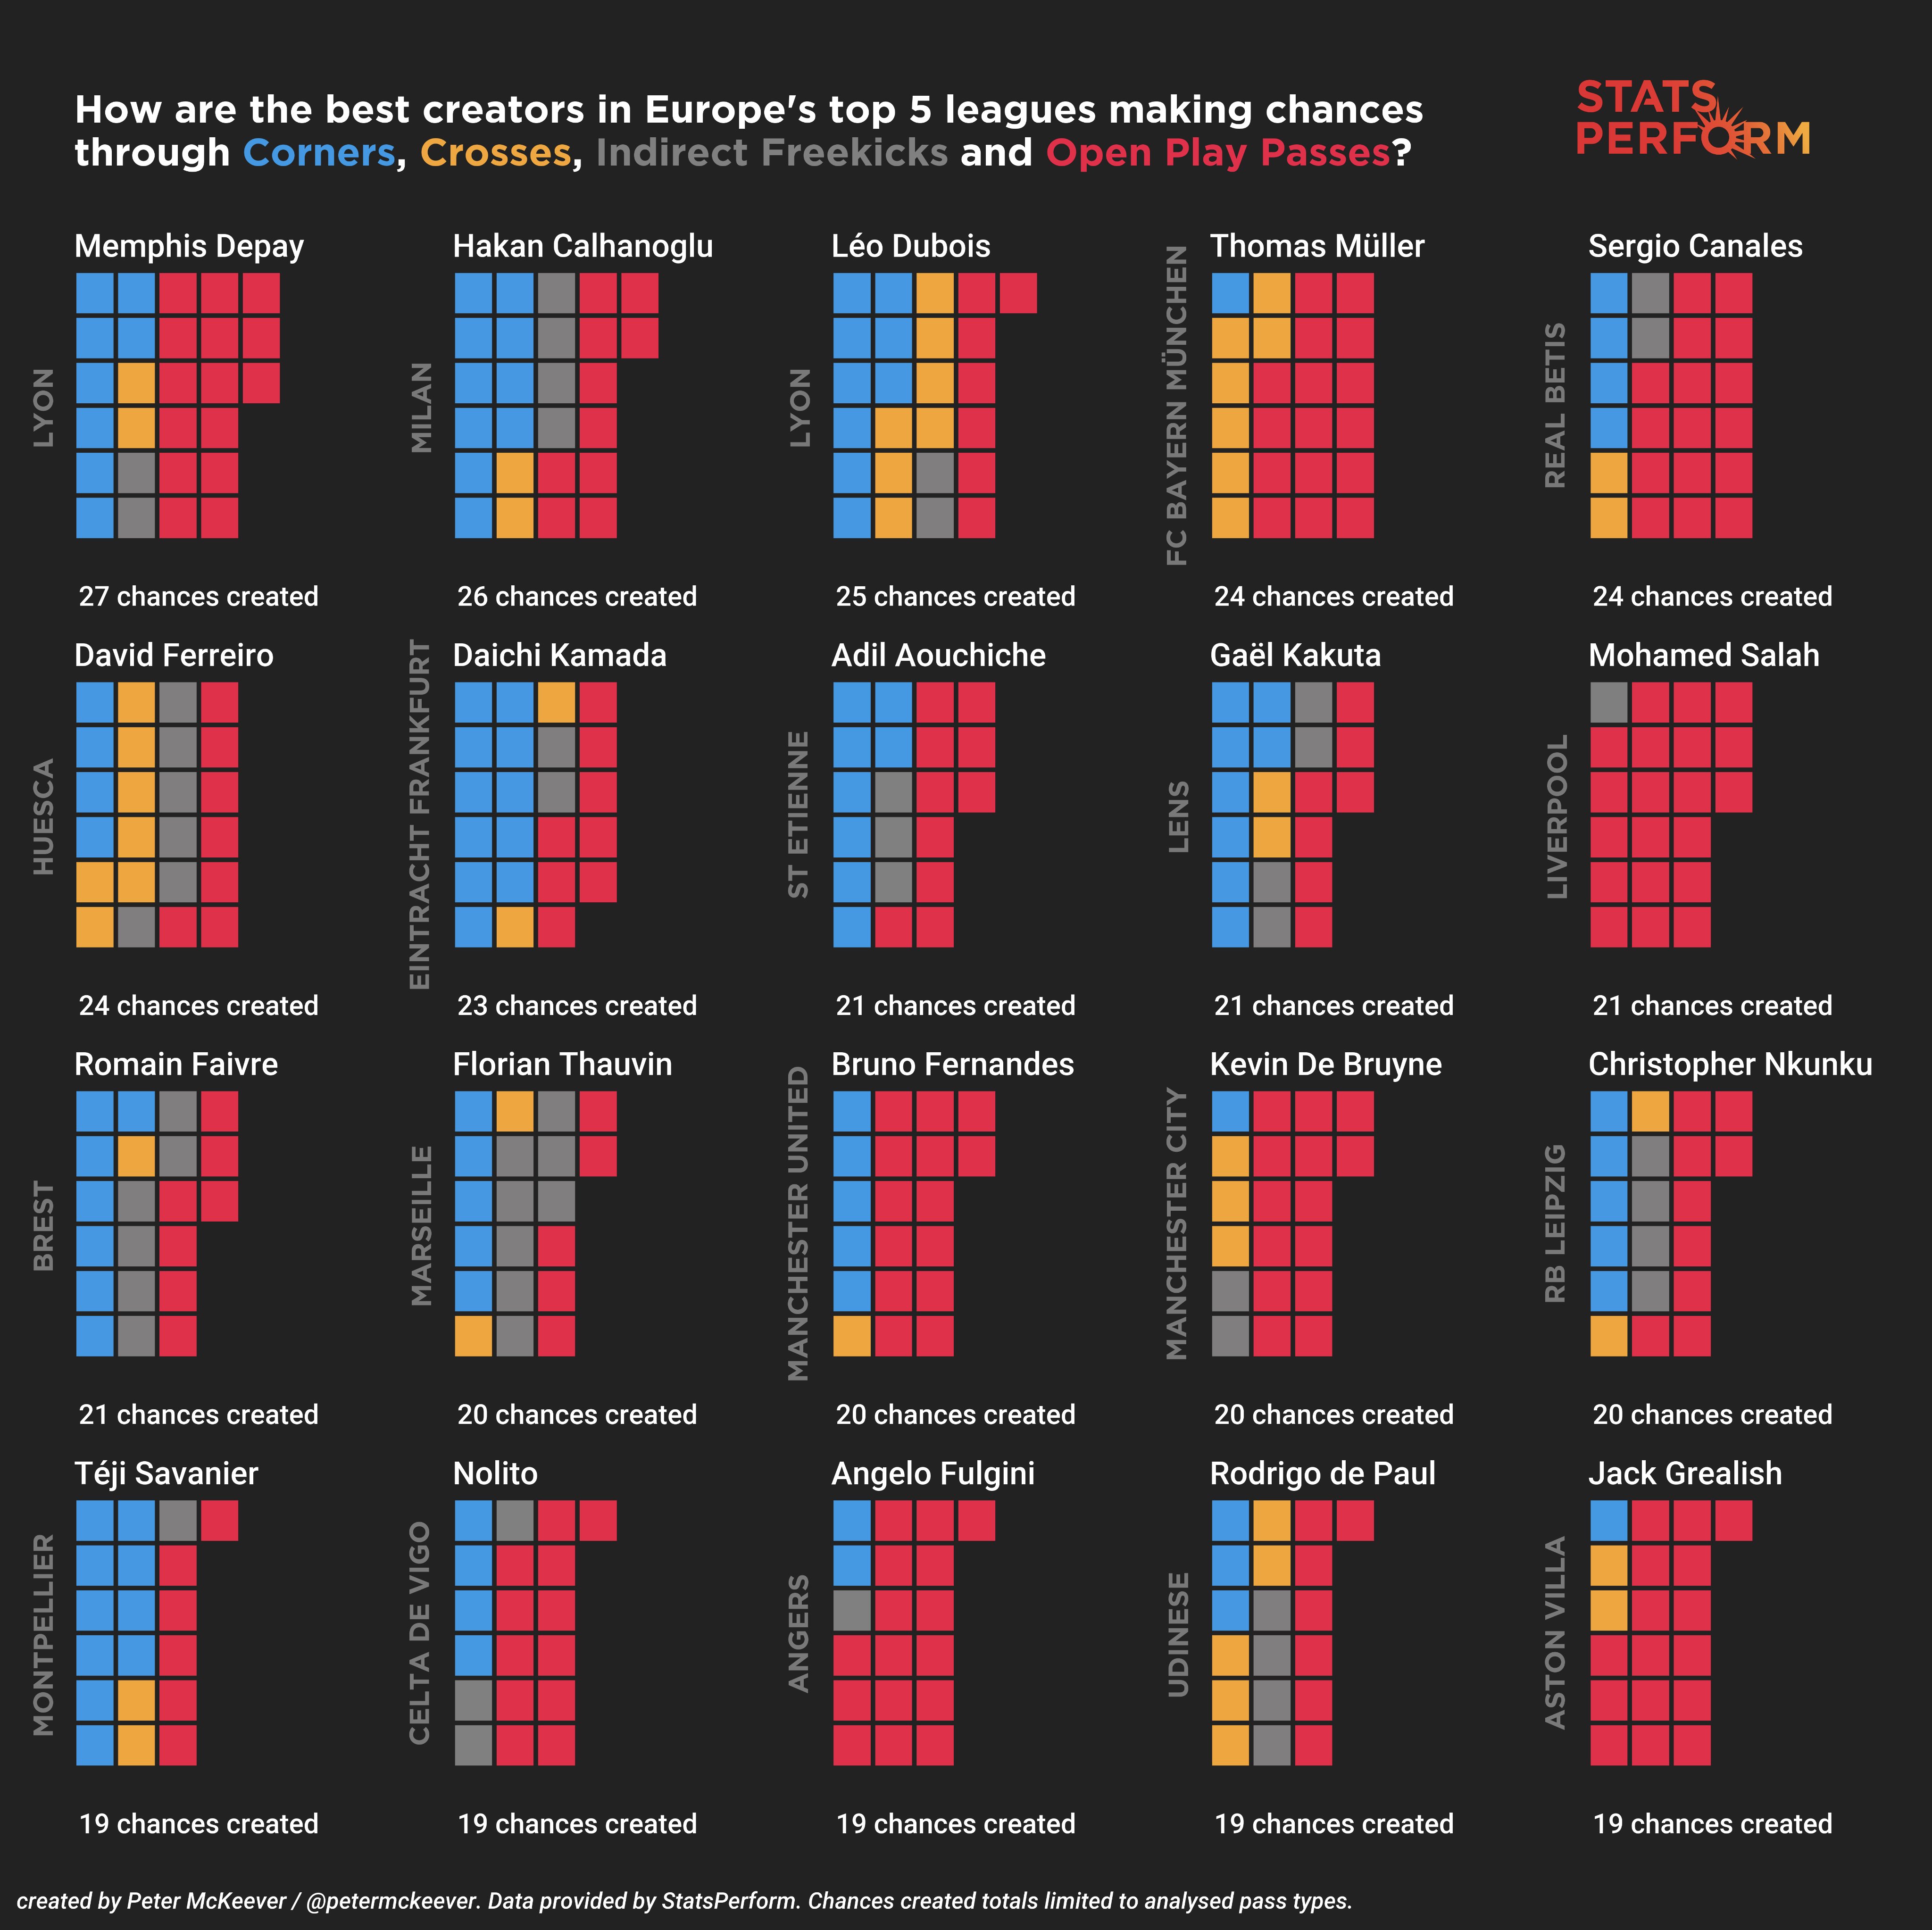 How are the best creators in Europe's top 5 leagues making chances
through Corners, Crosses, Indirect Freekicks and Open Play Passes?
STATS
PERFORM
Memphis Depay
LYON
27 chances created
Hakan Calhanoglu
MILAN
26 chances created
Léo Dubois
LYON
25 chances created
Thomas Müller
FC BAYERN MÜNCHEN
24 chances created
Sergio Canales
REAL BETIS
24 chances created
David Ferreiro
HUESCA
24 chances created
Daichi Kamada
EINTRACHT FRANKFURT
23 chances created
Adil Aouchiche
ST ETIENNE
21 chances created
Gaël Kakuta
LENS
21 chances created
Mohamed Salah
LIVERPOOL
21 chances created
Romain Faivre
BREST
21 chances created
Florian Thauvin
MARSEILLE
20 chances created
Bruno Fernandes
MANCHESTER UNITED
20 chances created
Kevin De Bruyne
MANCHESTER CITY
20 chances created
Christopher Nkunku
RB LEIPZIG
20 chances created
Téji Savanier
MONTPELLIER
19 chances created
Nolito
CELTA DE VIGO
19 chances created
Angelo Fulgini
ANGERS
19 chances created
Rodrigo de Paul
UDINESE
19 chances created
Jack Grealish
ASTON VILLA
19 chances created
created by Peter McKeever / @petermckeever. Data provided by StatsPerform. Chances created totals limited to analysed pass types.